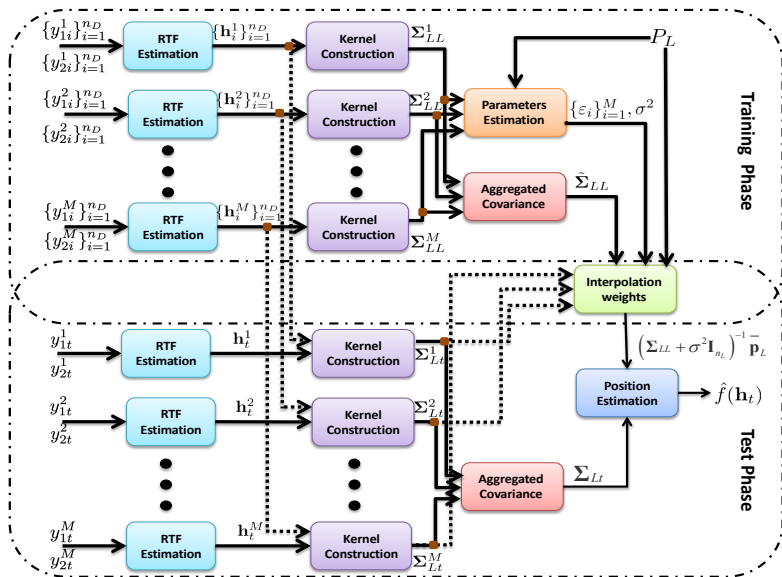 {y_{1i}^1}_{i=1}^{n_D}
{y_{2i}^1}_{i=1}^{n_D}
RTF Estimation
{h_i^1}_{i=1}^{n_D}
Kernel Construction
Σ_{LL}^1
P_L
{y_{1i}^2}_{i=1}^{n_D}
{y_{2i}^2}_{i=1}^{n_D}
RTF Estimation
{h_i^2}_{i=1}^{n_D}
Kernel Construction
Σ_{LL}^2
Parameters Estimation
{ε_i}_{i=1}^M, σ^2
Training Phase
{y_{1i}^M}_{i=1}^{n_D}
{y_{2i}^M}_{i=1}^{n_D}
RTF Estimation
{h_i^M}_{i=1}^{n_D}
Kernel Construction
Σ_{LL}^M
Aggregated Covariance
Σ̃_{LL}
Interpolation weights
y_{1t}^1
y_{2t}^1
RTF Estimation
h_t^1
Kernel Construction
Σ_{Lt}^1
(Σ_{LL} + σ^2 I_{n_L})^{-1} p̄_L
y_{1t}^2
y_{2t}^2
RTF Estimation
h_t^2
Kernel Construction
Σ_{Lt}^2
Position Estimation
f̂(h_t)
Test Phase
Aggregated Covariance
Σ_{Lt}
y_{1t}^M
y_{2t}^M
RTF Estimation
h_t^M
Kernel Construction
Σ_{Lt}^M